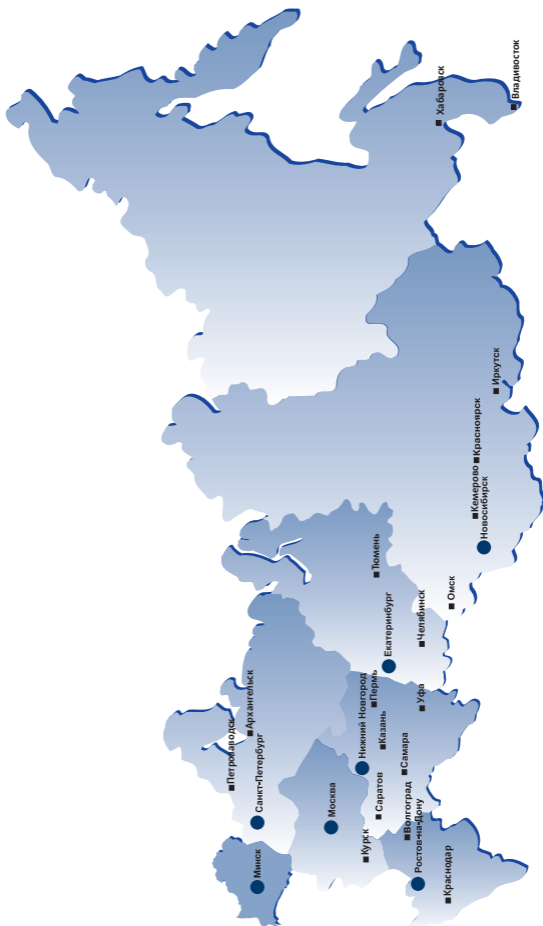 Минск
Санкт-Петербург
Петрозаводск
Архангельск
Москва
Курск
Нижний Новгород
Саратов
Казань
Пермь
Самара
Волгоград
Ростов-на-Дону
Краснодар
Уфа
Екатеринбург
Тюмень
Челябинск
Омск
Новосибирск
Кемерово
Красноярск
Иркутск
Хабаровск
Владивосток